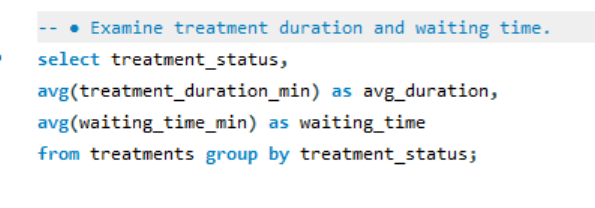 -- • Examine treatment duration and waiting time.
select treatment_status,
avg(treatment_duration_min) as avg_duration,
avg(waiting_time_min) as waiting_time
from treatments group by treatment_status;